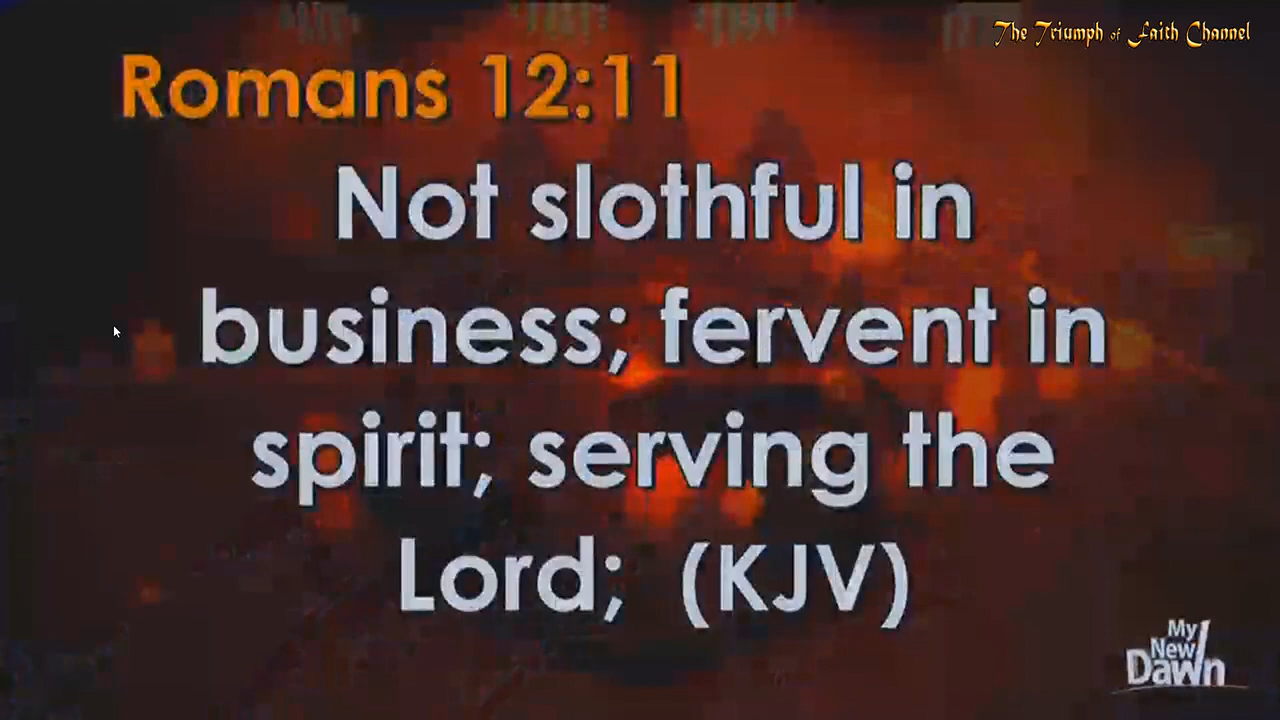 The Triumph of Faith Channel
Romans 12:11
Not slothful in
business; fervent in
spirit; serving the
Lord; (KJV)
My
New
Dawn